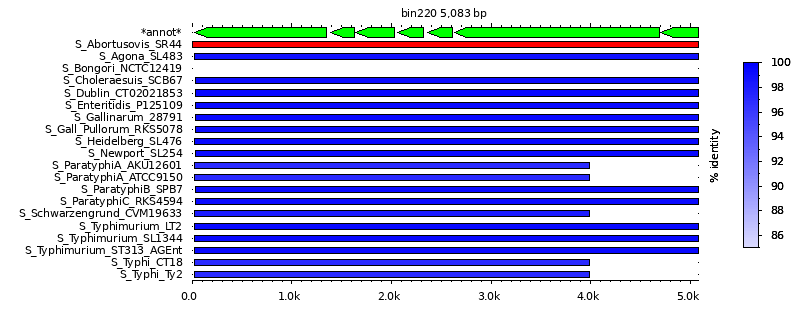 bin220 5,083 bp
*annot*
S_Abortusovis_SR44
S_Agona_SL483
S_Bongori_NCTC12419
S_Choleraesuis_SCB67
S_Dublin_CT02021853
S_Enteritidis_P125109
S_Gallinarum_28791
S_Gall_Pullorum_RKS5078
S_Heidelberg_SL476
S_Newport_SL254
S_ParatyphiA_AKU12601
S_ParatyphiA_ATCC9150
S_ParatyphiB_SPB7
S_ParatyphiC_RKS4594
S_Schwarzengrund_CVM19633
S_Typhimurium_LT2
S_Typhimurium_SL1344
S_Typhimurium_ST313_AGEnt
S_Typhi_CT18
S_Typhi_Ty2
0.0 1.0k 2.0k 3.0k 4.0k 5.0k
% identity
100
98
96
94
92
90
88
86